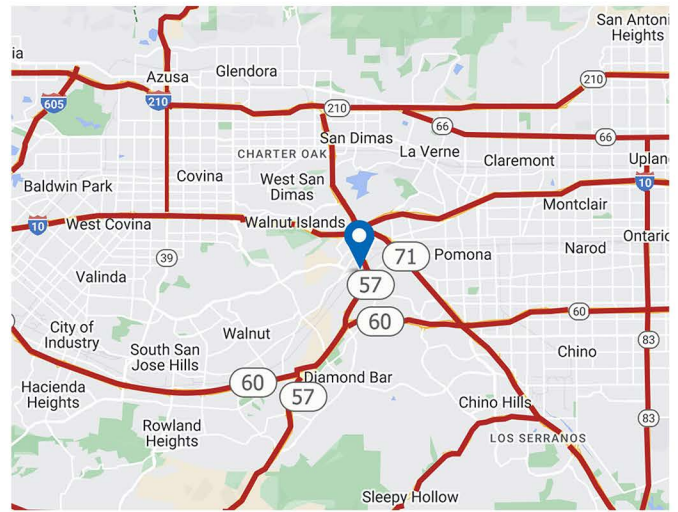 San Antoni
Heights
ia
Azusa
Glendora
210
605
210
210
66
66
San Dimas
CHARTER OAK
La Verne
Claremont
Uplan
Covina
West San
Dimas
10
Baldwin Park
Montclair
West Covina
Walnut Islands
10
Ontario
39
71
Pomona
Narod
Valinda
57
60
60
City of
Industry
Walnut
83
South San
Jose Hills
Chino
60
Diamond Bar
57
Hacienda
Heights
Chino Hills
83
Rowland
Heights
LOS SERRANOS
Sleepy Hollow